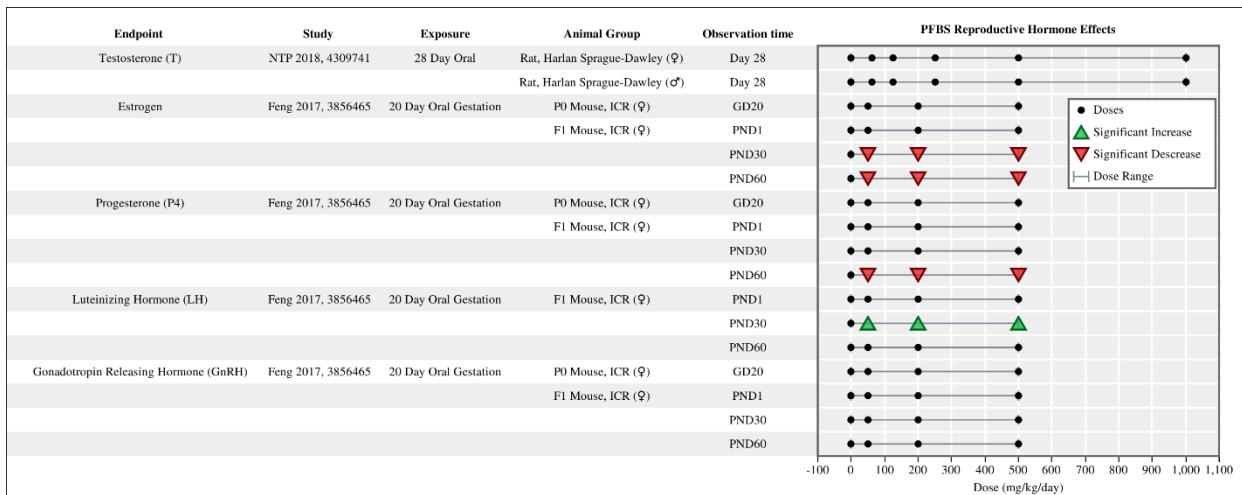 PFBS Reproductive Hormone Effects
Endpoint Study Exposure Animal Group Observation time
Testosterone (T) NTP 2018, 4309741 28 Day Oral Rat, Harlan Sprague-Dawley (♀) Day 28
Rat, Harlan Sprague-Dawley (♂) Day 28
Estrogen Feng 2017, 3856465 20 Day Oral Gestation P0 Mouse, ICR (♀) GD20
F1 Mouse, ICR (♀) PND1
PND30
PND60
Progesterone (P4) Feng 2017, 3856465 20 Day Oral Gestation P0 Mouse, ICR (♀) GD20
F1 Mouse, ICR (♀) PND1
PND30
PND60
Luteinizing Hormone (LH) Feng 2017, 3856465 20 Day Oral Gestation F1 Mouse, ICR (♀) PND1
PND30
PND60
Gonadotropin Releasing Hormone (GnRH) Feng 2017, 3856465 20 Day Oral Gestation P0 Mouse, ICR (♀) GD20
F1 Mouse, ICR (♀) PND1
PND30
PND60
Doses
Significant Increase
Significant Descrease
Dose Range
-100 0 100 200 300 400 500 600 700 800 900 1,000 1,100
Dose (mg/kg/day)